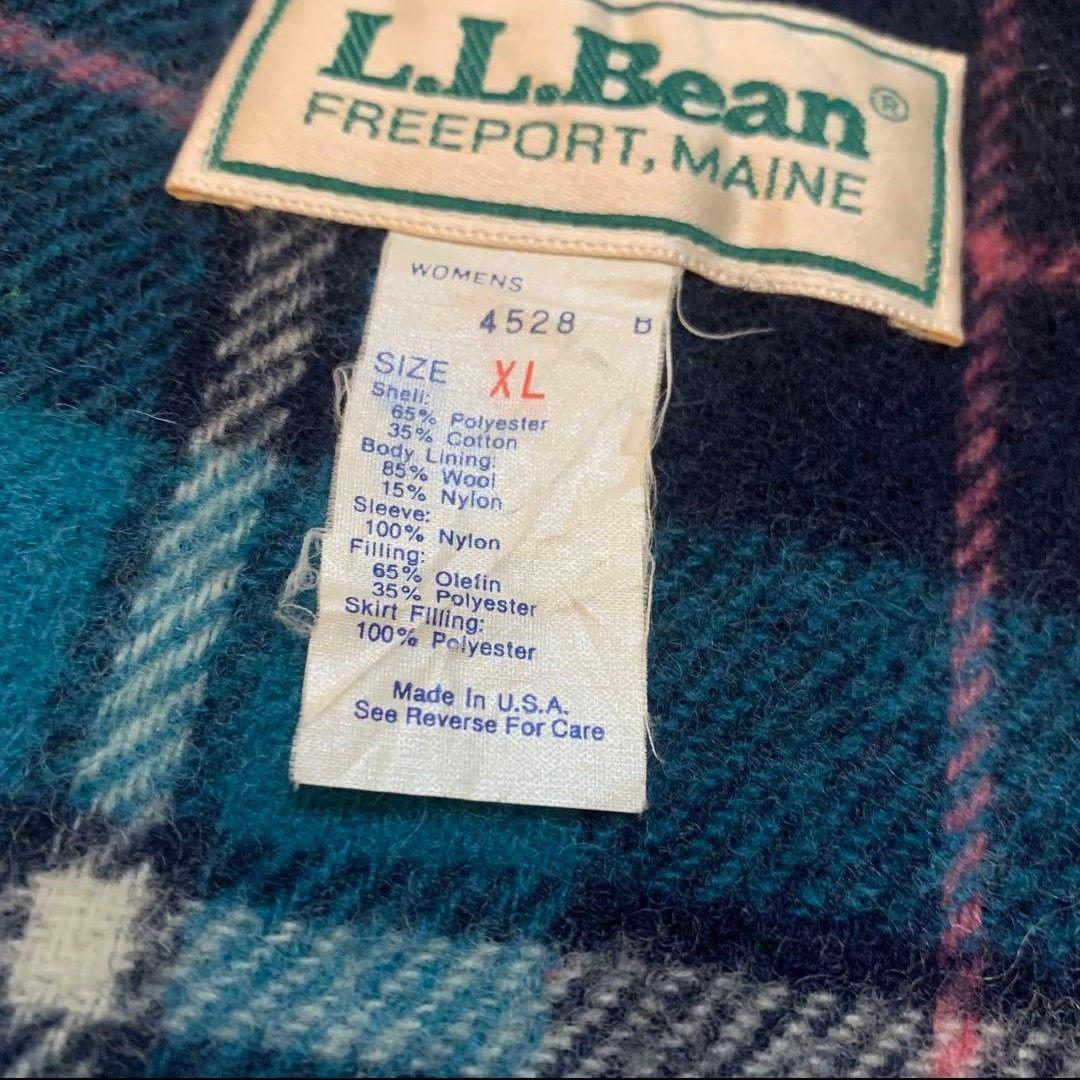 L.L.Bean®
FREEPORT, MAINE
WOMENS
4528 B
SIZE XL
Shell:
65% Polyester
35% Cotton
Body Lining:
85% Wool
15% Nylon
Sleeve:
100% Nylon
Filling:
65% Olefin
35% Polyester
Skirt Filling:
100% Polyester
Made In U.S.A.
See Reverse For Care